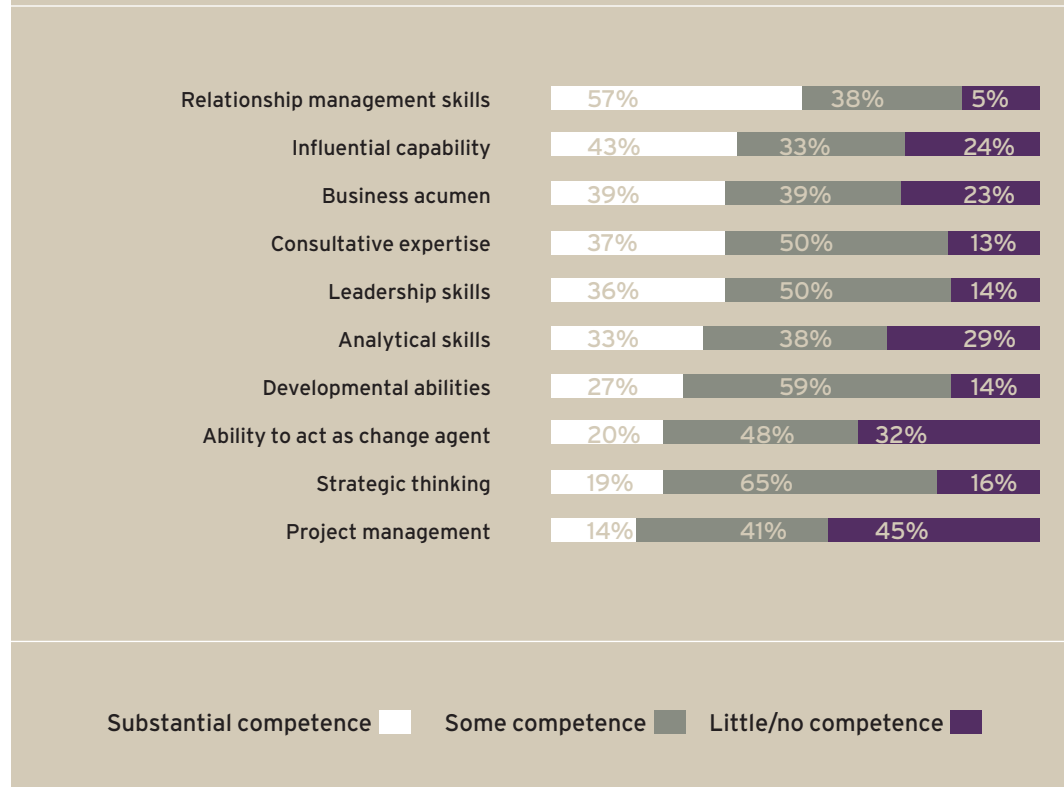 Relationship management skills 57% 38% 5%
Influential capability 43% 33% 24%
Business acumen 39% 39% 23%
Consultative expertise 37% 50% 13%
Leadership skills 36% 50% 14%
Analytical skills 33% 38% 29%
Developmental abilities 27% 59% 14%
Ability to act as change agent 20% 48% 32%
Strategic thinking 19% 65% 16%
Project management 14% 41% 45%
Substantial competence Some competence Little/no competence